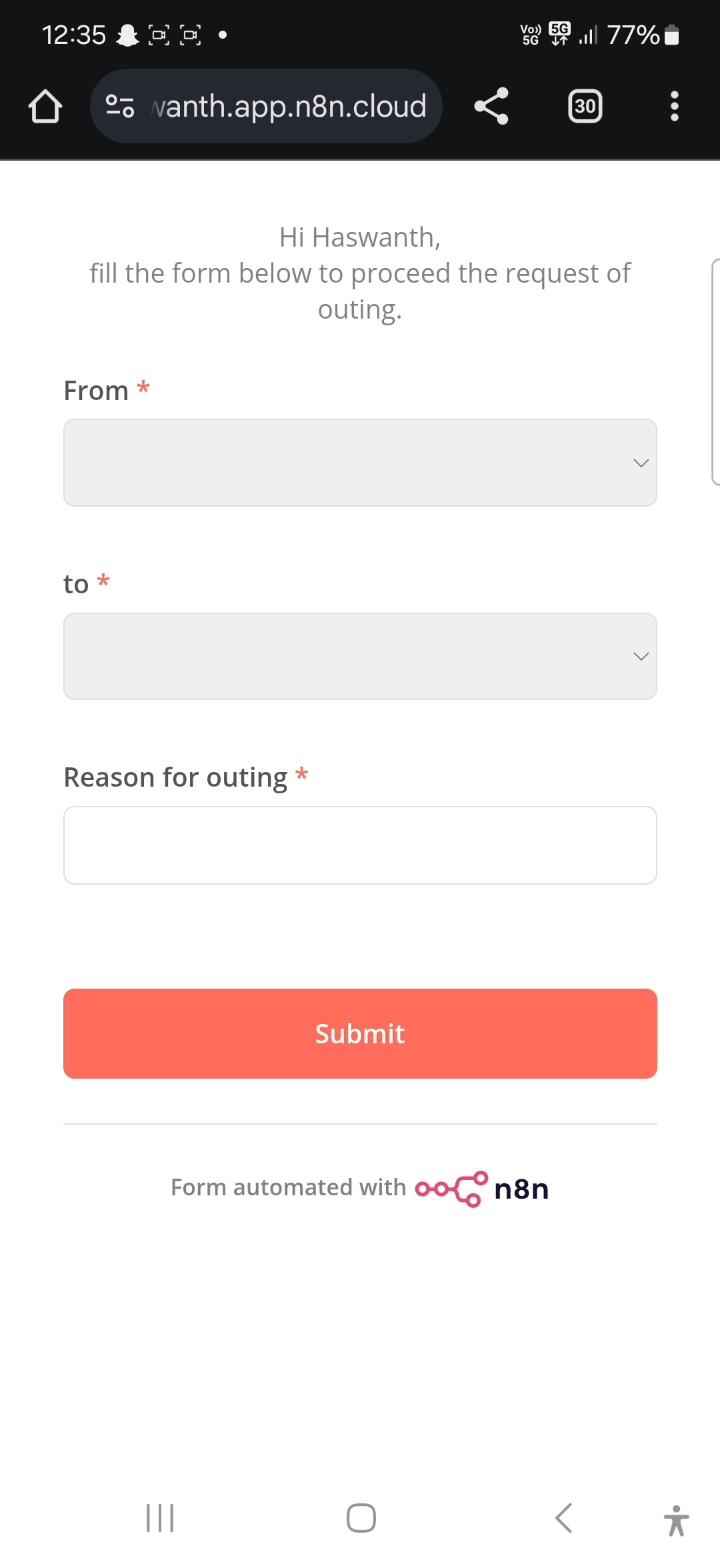 12:35
Vo)) 5G
5G
77%
wanth.app.n8n.cloud
30
Hi Haswanth,
fill the form below to proceed the request of
outing.
From *
to *
Reason for outing *
Submit
Form automated with n8n